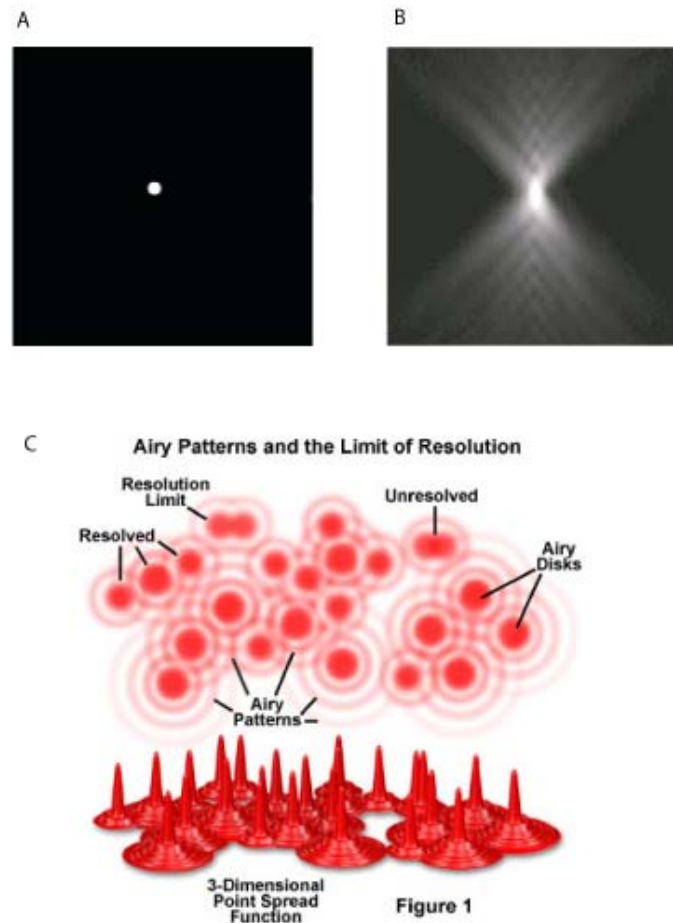 A
B
C
Airy Patterns and the Limit of Resolution
Resolution
Limit
Unresolved
Resolved
Airy
Disks
Airy
Patterns
3-Dimensional
Point Spread
Function
Figure 1